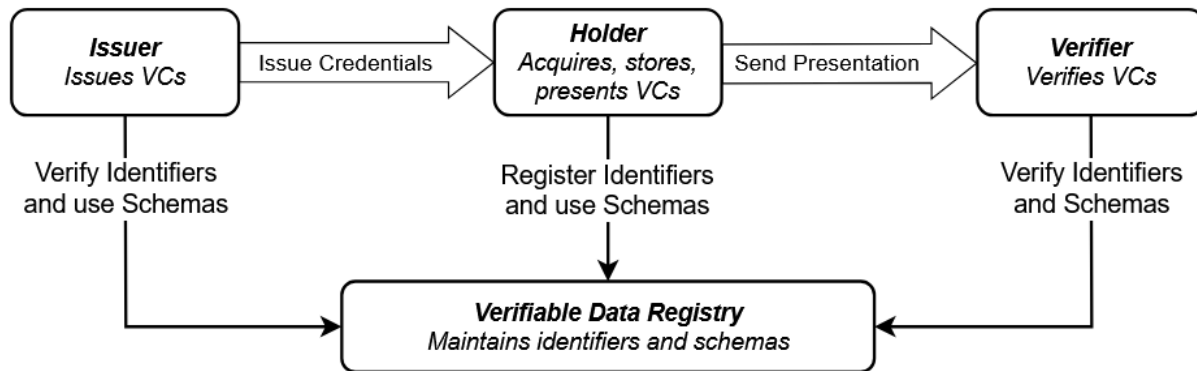 Issuer
Issues VCs
Issue Credentials
Holder
Acquires, stores,
presents VCs
Send Presentation
Verifier
Verifies VCs
Verify Identifiers
and use Schemas
Register Identifiers
and use Schemas
Verify Identifiers
and Schemas
Verifiable Data Registry
Maintains identifiers and schemas